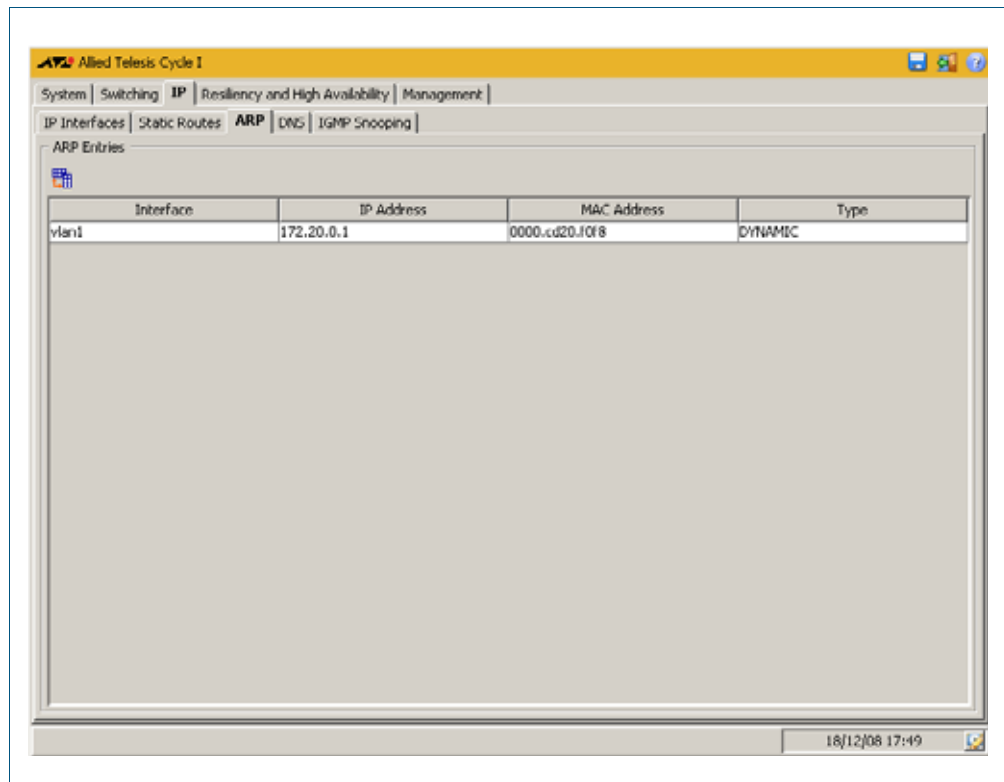 Allied Telesis Cycle I
System Switching IP Resiliency and High Availability Management
IP Interfaces Static Routes ARP DNS IGMP Snooping
ARP Entries
Interface IP Address MAC Address Type
vlan1 172.20.0.1 0000.cd20.f0f8 DYNAMIC
18/12/08 17:49